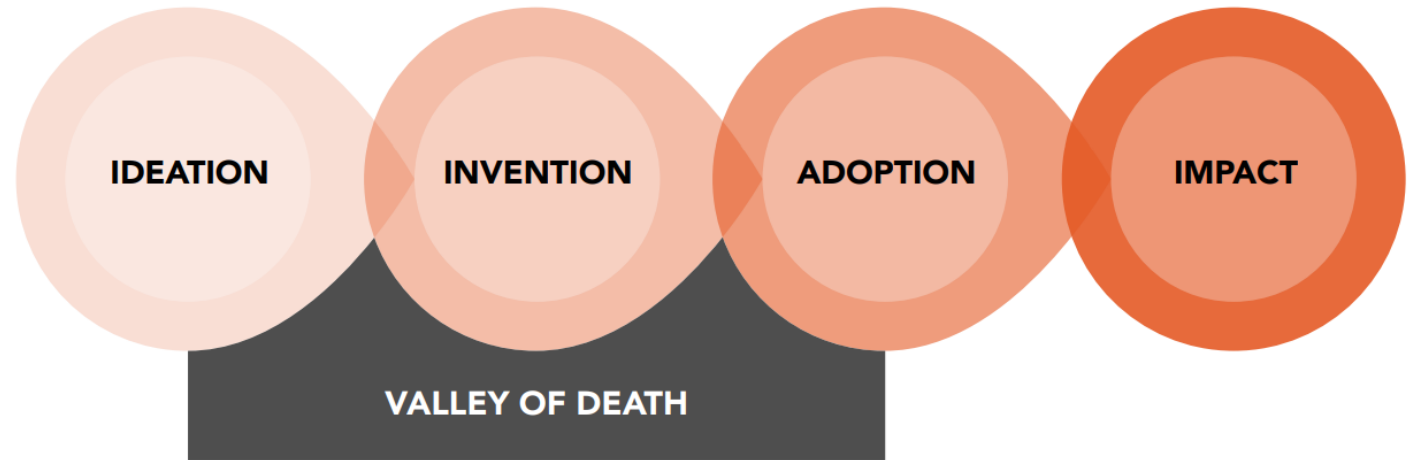 IDEATION
INVENTION
ADOPTION
IMPACT
VALLEY OF DEATH